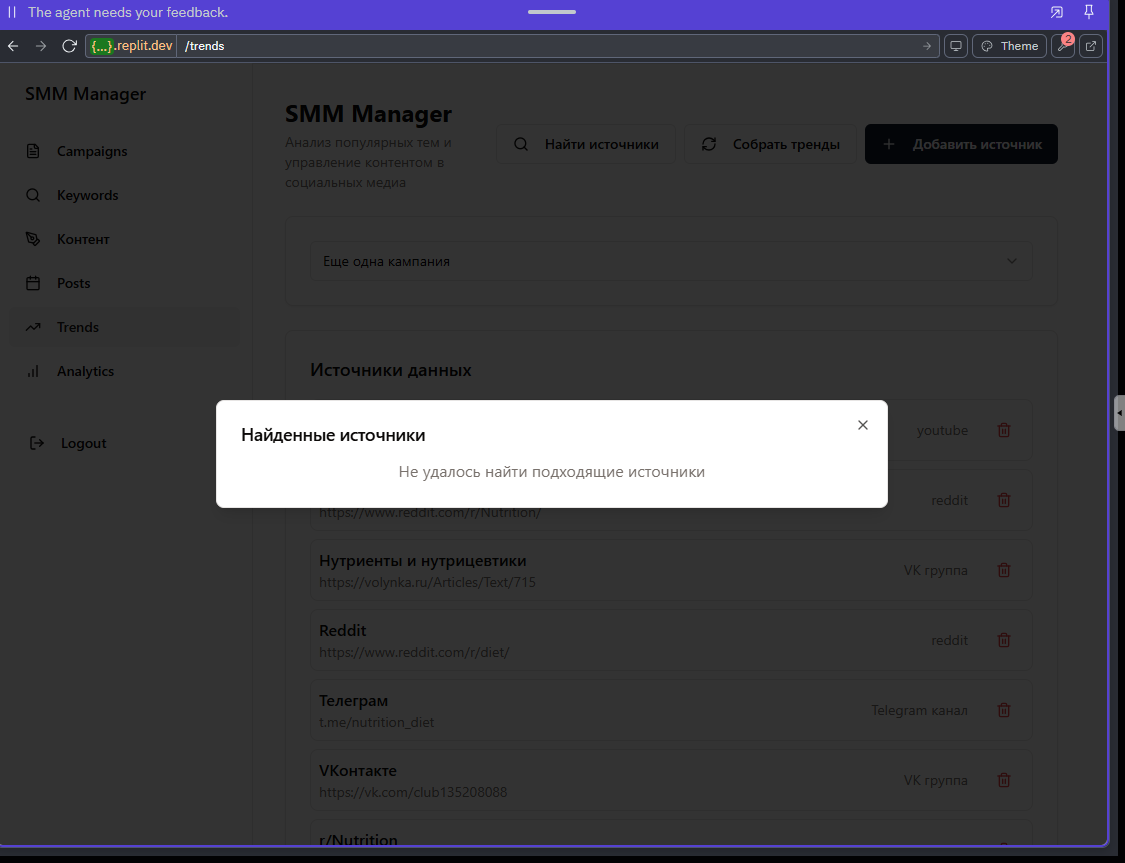 The agent needs your feedback.
{...}.replit.dev /trends
Theme
2
SMM Manager
Campaigns
Keywords
Контент
Posts
Trends
Analytics
Logout
SMM Manager
Анализ популярных тем и
управление контентом в
социальных медиа
Найти источники
Собрать тренды
Добавить источник
Еще одна кампания
Источники данных
youtube
Найденные источники
Не удалось найти подходящие источники
reddit
https://www.reddit.com/r/Nutrition/
Нутриенты и нутрицевтики
https://volynka.ru/Articles/Text/715
VK группа
Reddit
https://www.reddit.com/r/diet/
reddit
Телеграм
t.me/nutrition_diet
Telegram канал
ВКонтакте
https://vk.com/club135208088
VK группа
r/Nutrition